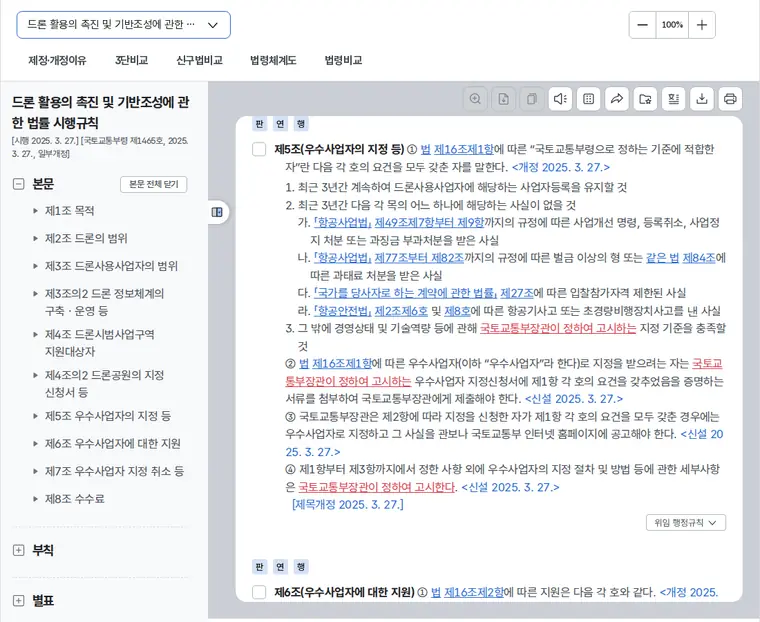 드론 활용의 촉진 및 기반조성에 관한 ···
100%
제정·개정이유 3단비교 신구법비교 법령체계도 법령비교
드론 활용의 촉진 및 기반조성에 관
한 법률 시행규칙
[시행 2025. 3. 27.] [국토교통부령 제1465호, 2025.
3. 27., 일부개정]
본문 본문 전체 닫기
제1조 목적
제2조 드론의 범위
제3조 드론사용사업자의 범위
제3조의2 드론 정보체계의
구축ㆍ운영 등
제4조 드론시범사업구역
지원대상자
제4조의2 드론공원의 지정
신청서 등
제5조 우수사업자의 지정 등
제6조 우수사업자에 대한 지원
제7조 우수사업자 지정 취소 등
제8조 수수료
부칙
별표
판 연 행
제5조(우수사업자의 지정 등) ① 법 제16조제1항에 따른 “국토교통부령으로 정하는 기준에 적합한
자”란 다음 각 호의 요건을 모두 갖춘 자를 말한다. <개정 2025. 3. 27.>
1. 최근 3년간 계속하여 드론사용사업자에 해당하는 사업자등록을 유지할 것
2. 최근 3년간 다음 각 목의 어느 하나에 해당하는 사실이 없을 것
가. 「항공사업법」 제49조제7항부터 제9항까지의 규정에 따른 사업개선 명령, 등록취소, 사업정
지 처분 또는 과징금 부과처분을 받은 사실
나. 「항공사업법」 제77조부터 제82조까지의 규정에 따른 벌금 이상의 형 또는 같은 법 제84조에
따른 과태료 처분을 받은 사실
다. 「국가를 당사자로 하는 계약에 관한 법률」 제27조에 따른 입찰참가자격 제한된 사실
라. 「항공안전법」 제2조제6호 및 제8호에 따른 항공기사고 또는 초경량비행장치사고를 낸 사실
3. 그 밖에 경영상태 및 기술역량 등에 관해 국토교통부장관이 정하여 고시하는 지정 기준을 충족할
것
② 법 제16조제1항에 따른 우수사업자(이하 “우수사업자”라 한다)로 지정을 받으려는 자는 국토교
통부장관이 정하여 고시하는 우수사업자 지정신청서에 제1항 각 호의 요건을 갖추었음을 증명하는
서류를 첨부하여 국토교통부장관에게 제출해야 한다. <신설 2025. 3. 27.>
③ 국토교통부장관은 제2항에 따라 지정을 신청한 자가 제1항 각 호의 요건을 모두 갖춘 경우에는
우수사업자로 지정하고 그 사실을 관보나 국토교통부 인터넷 홈페이지에 공고해야 한다. <신설 20
25. 3. 27.>
④ 제1항부터 제3항까지에서 정한 사항 외에 우수사업자의 지정 절차 및 방법 등에 관한 세부사항
은 국토교통부장관이 정하여 고시한다. <신설 2025. 3. 27.>
[제목개정 2025. 3. 27.]
위임 행정규칙
판 연 행
제6조(우수사업자에 대한 지원) ① 법 제16조제2항에 따른 지원은 다음 각 호와 같다. <개정 2025.